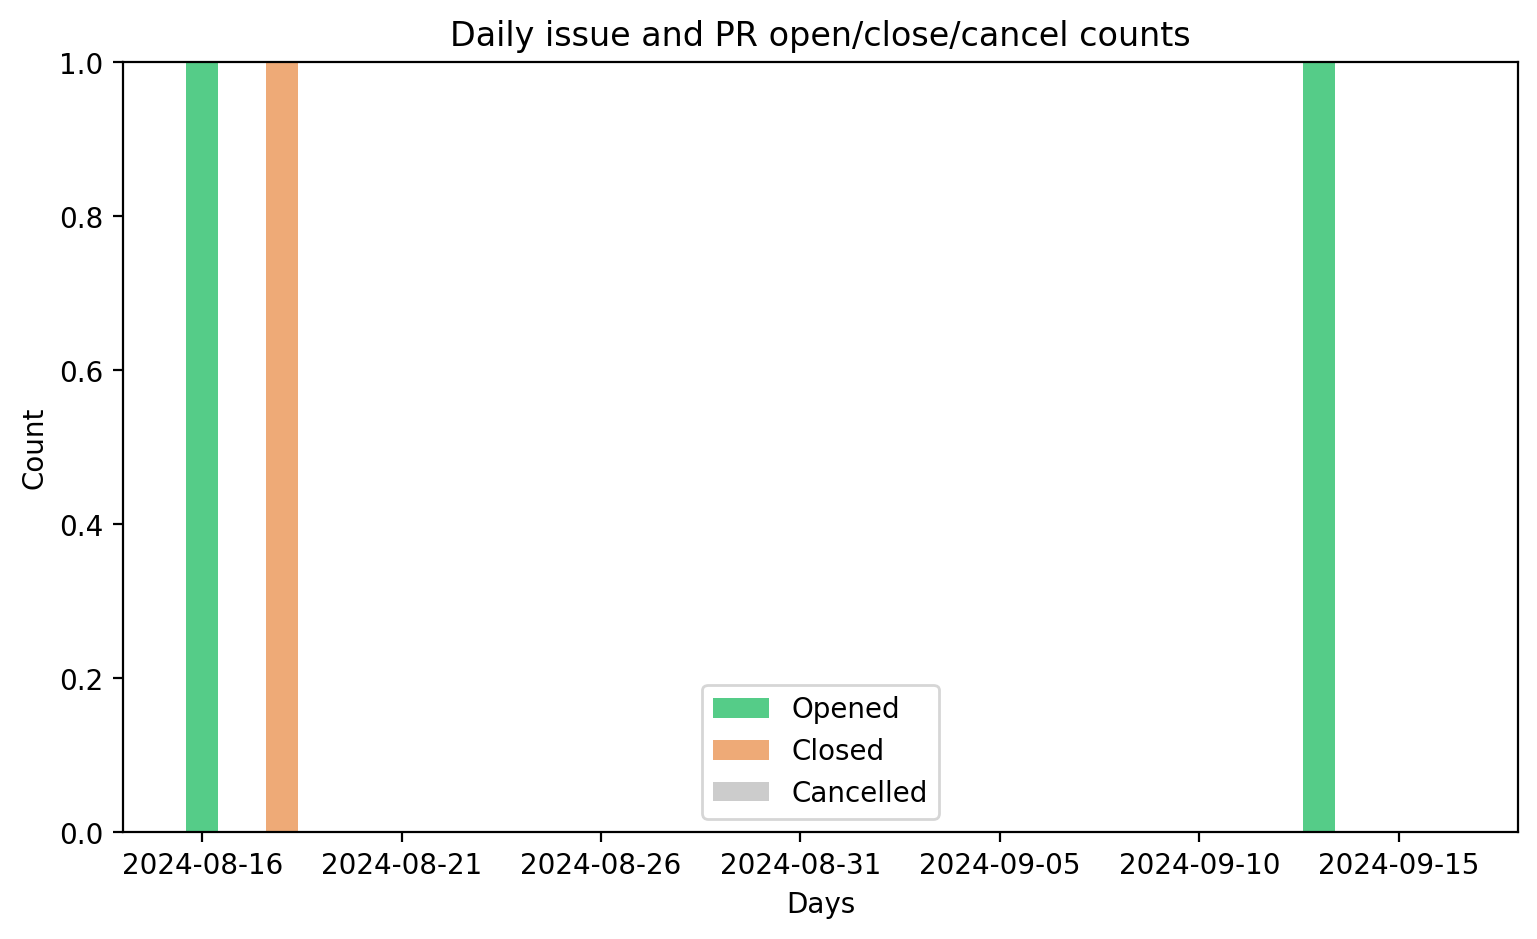 Daily issue and PR open/close/cancel counts
1.0
0.8
0.6
0.4
0.2
0.0
Count
Opened
Closed
Cancelled
2024-08-16 2024-08-21 2024-08-26 2024-08-31 2024-09-05 2024-09-10 2024-09-15
Days